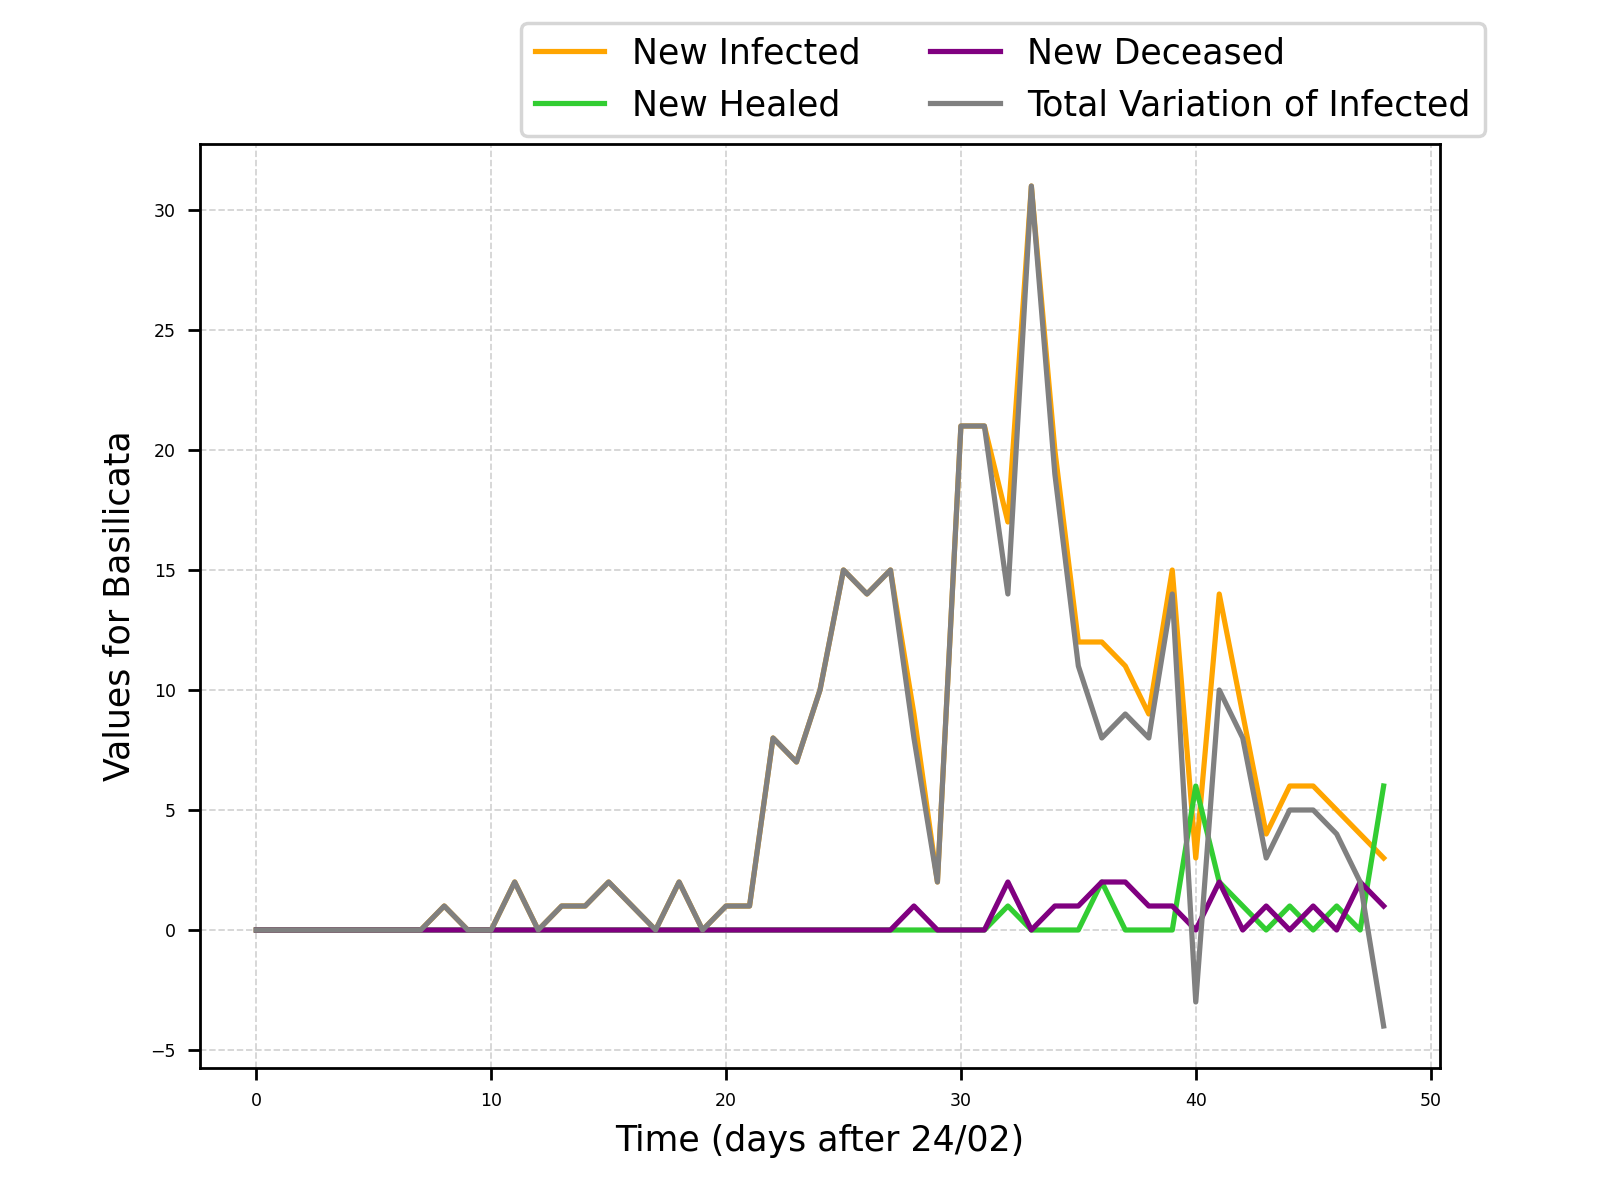 New Infected
New Healed
New Deceased
Total Variation of Infected
Values for Basilicata
30
25
20
15
10
5
0
−5
0 10 20 30 40 50
Time (days after 24/02)